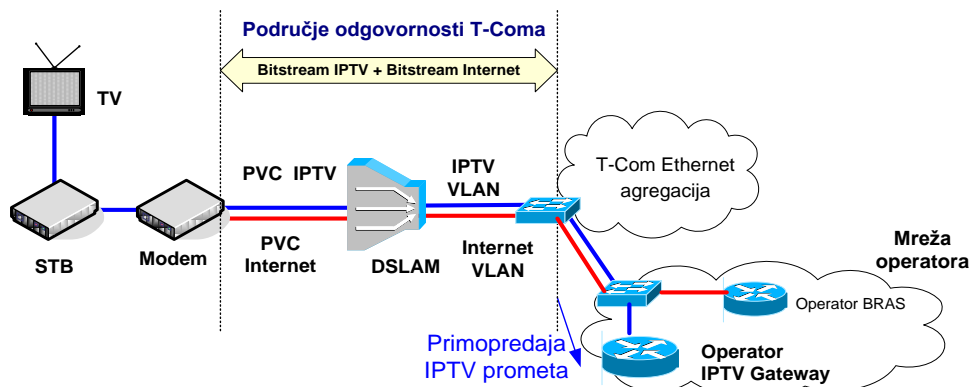 Područje odgovornosti T-Coma
Bitstream IPTV + Bitstream Internet
TV
PVC IPTV
IPTV
VLAN
T-Com Ethernet
agregacija
STB
Modem
PVC
Internet
DSLAM
Internet
VLAN
Mreža
operatora
Operator BRAS
Primopredaja
IPTV prometa
Operator
IPTV Gateway